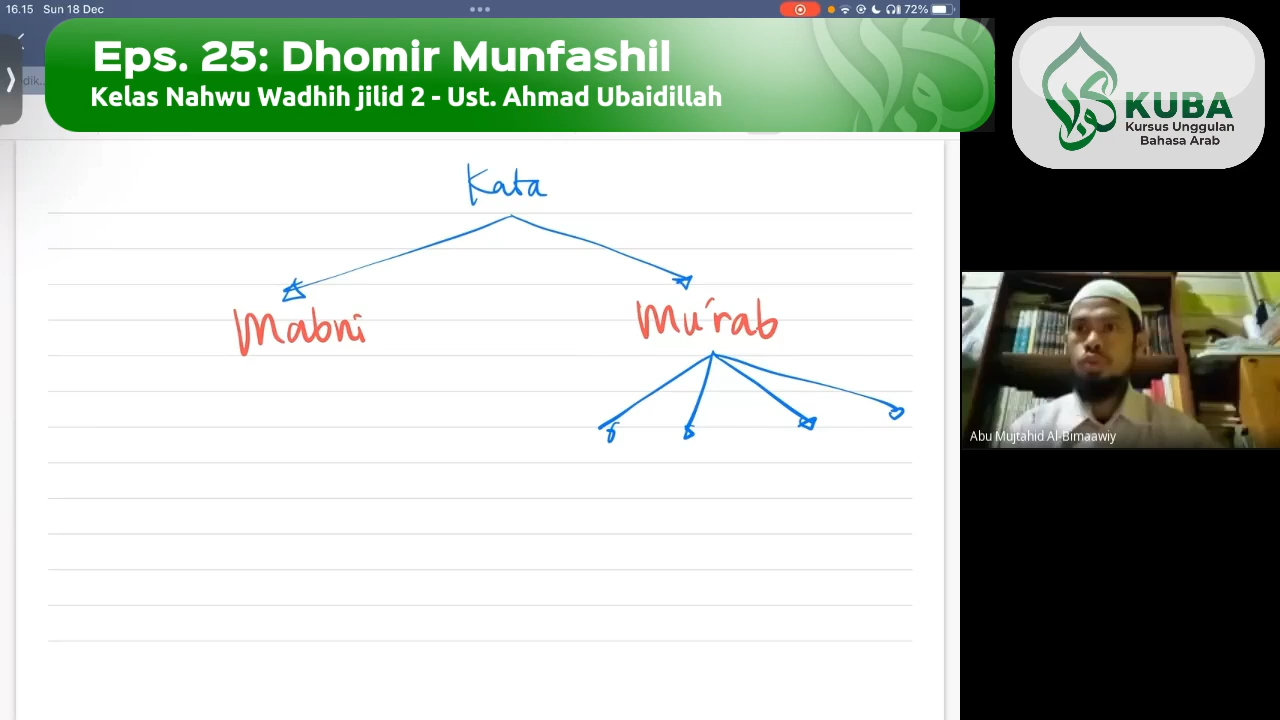 16.15 Sun 18 Dec
72%
Eps. 25: Dhomir Munfashil
Kelas Nahwu Wadhih jilid 2 - Ust. Ahmad Ubaidillah
KUBA
Kursus Unggulan
Bahasa Arab
Kata
Mabni
Mu'rab
Abu Mujtahid Al-Bimaawiy